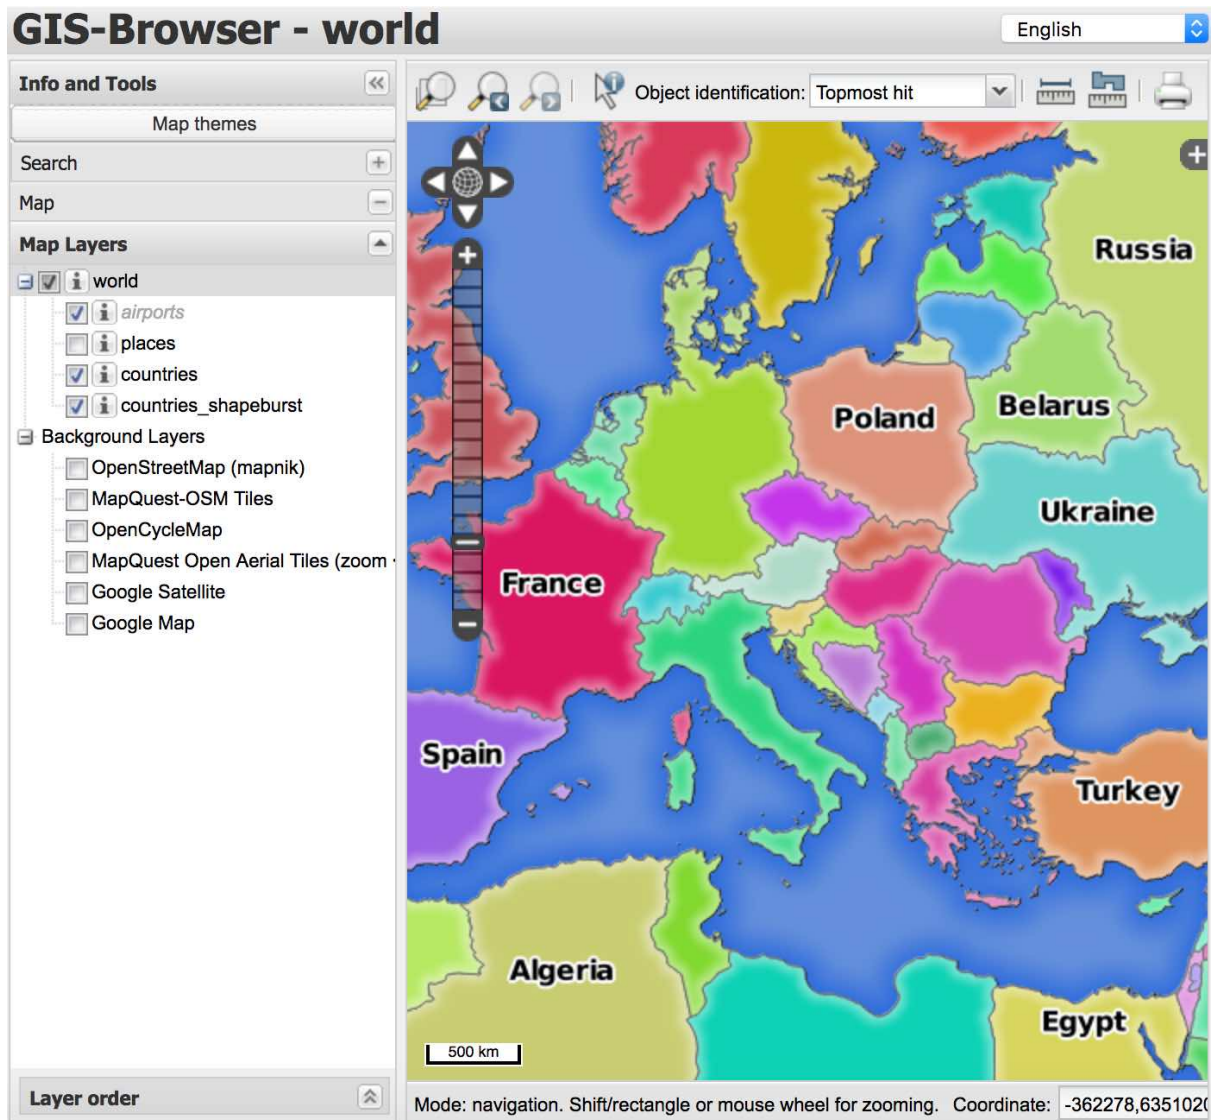 GIS-Browser - world
English
Info and Tools
Map themes
Search
Map
Map Layers
world
airports
places
countries
countries_shapeburst
Background Layers
OpenStreetMap (mapnik)
MapQuest-OSM Tiles
OpenCycleMap
MapQuest Open Aerial Tiles (zoom
Google Satellite
Google Map
Layer order
Object identification: Topmost hit
Russia
Poland
Belarus
Ukraine
France
Spain
Turkey
Algeria
Egypt
500 km
Mode: navigation. Shift/rectangle or mouse wheel for zooming. Coordinate: -362278,6351020